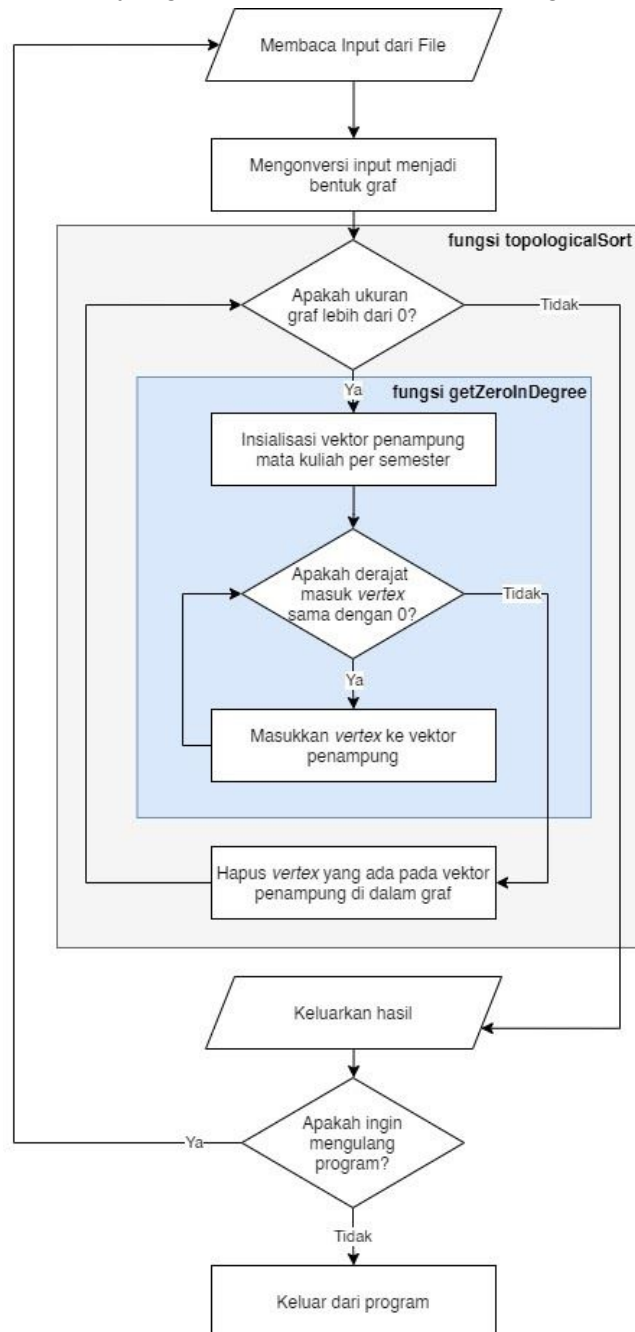 Membaca Input dari File
Mengonversi input menjadi
bentuk graf
fungsi topologicalSort
Apakah ukuran
graf lebih dari 0?
Tidak
Ya
fungsi getZeroInDegree
Insialisasi vektor penampung
mata kuliah per semester
Apakah derajat
masuk vertex
sama dengan 0?
Tidak
Ya
Masukkan vertex ke vektor
penampung
Hapus vertex yang ada pada vektor
penampung di dalam graf
Keluarkan hasil
Apakah ingin
mengulang
program?
Ya
Tidak
Keluar dari program